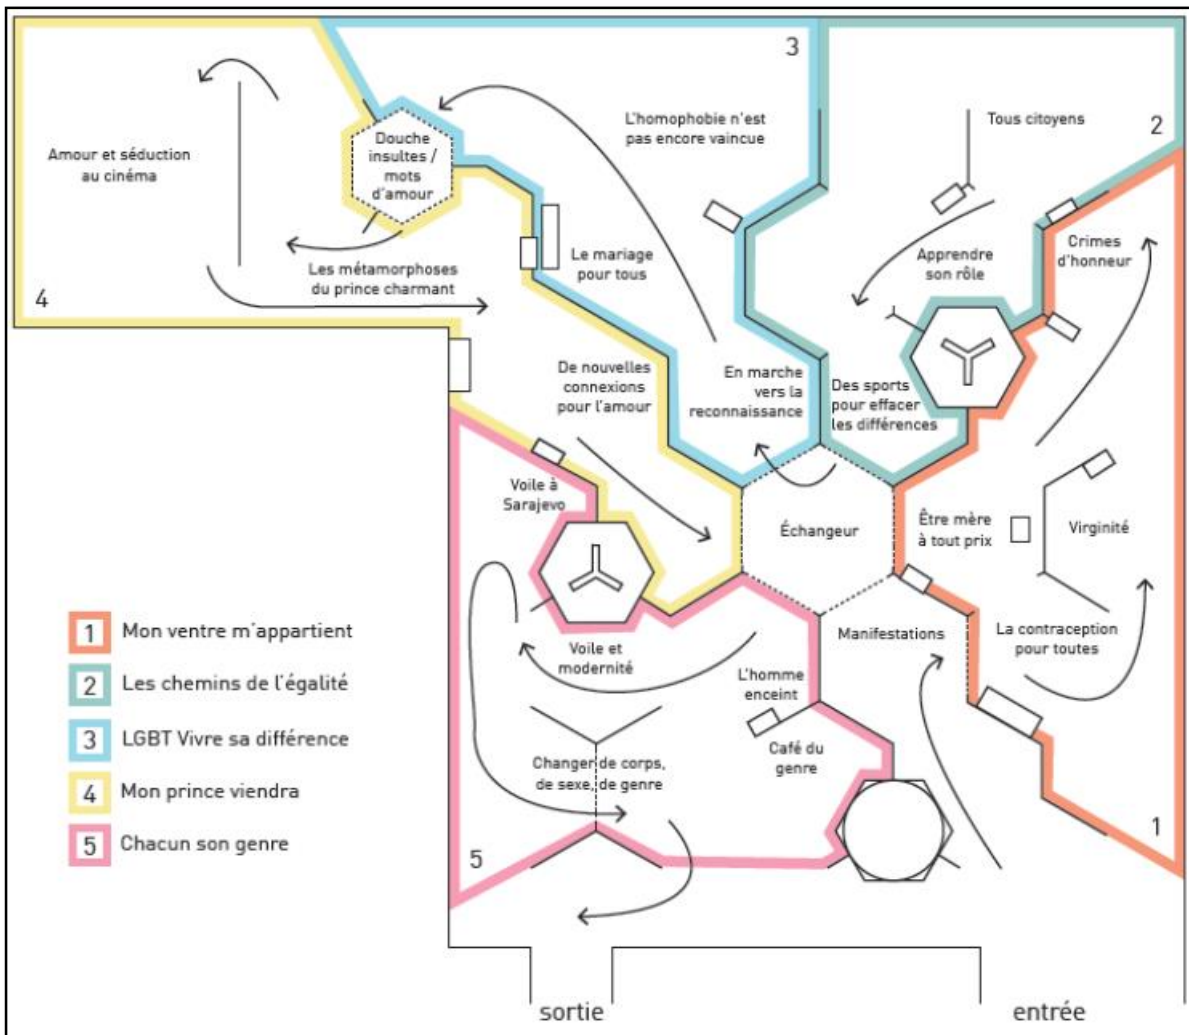 3
L'homophobie n'est
pas encore vaincue
Tous citoyens
2
Douche
insultes /
mots
d'amour
Amour et séduction
au cinéma
Le mariage
pour tous
Apprendre
son rôle
Crimes
d'honneur
Les métamorphoses
du prince charmant
4
De nouvelles
connexions
pour l'amour
En marche
vers la
reconnaissance
Des sports
pour effacer
les différences
Voile à
Sarajevo
Échangeur
Être mère
à tout prix
Virginité
1 Mon ventre m'appartient
2 Les chemins de l'égalité
3 LGBT Vivre sa différence
4 Mon prince viendra
5 Chacun son genre
Voile et
modernité
Manifestations
La contraception
pour toutes
L'homme
enceint
Café du
genre
Changer de corps,
de sexe, de genre
5
1
sortie
entrée